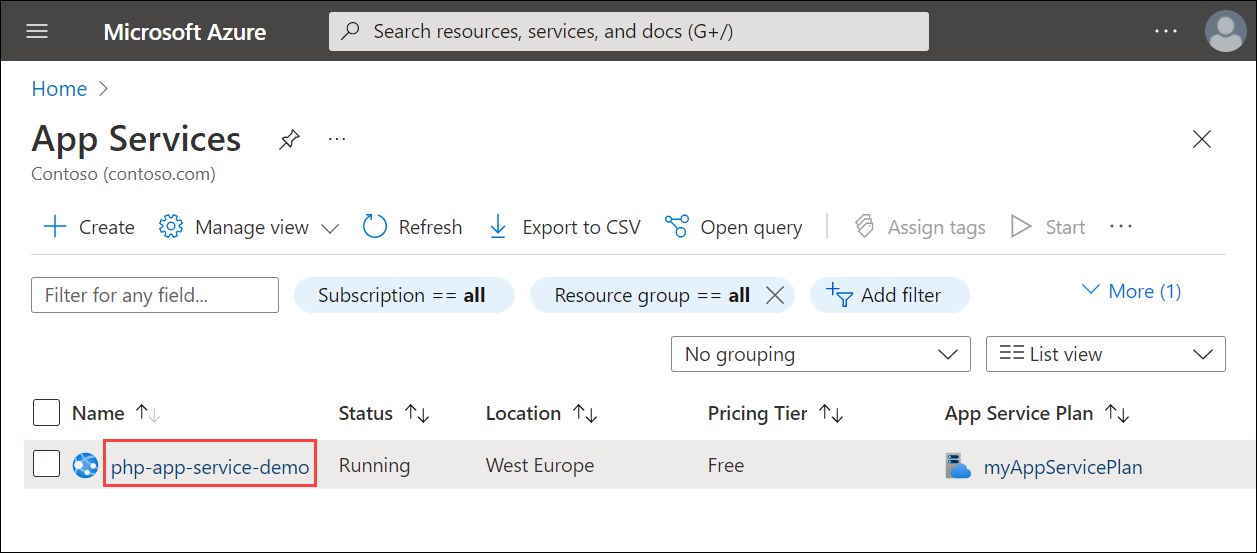 Microsoft Azure Search resources, services, and docs (G+/) ...
Home >
App Services ...
Contoso (contoso.com)
Create Manage view Refresh Export to CSV Open query Assign tags Start ...
Filter for any field... Subscription == all Resource group == all Add filter More (1)
No grouping List view
Name Status Location Pricing Tier App Service Plan
php-app-service-demo Running West Europe Free myAppServicePlan